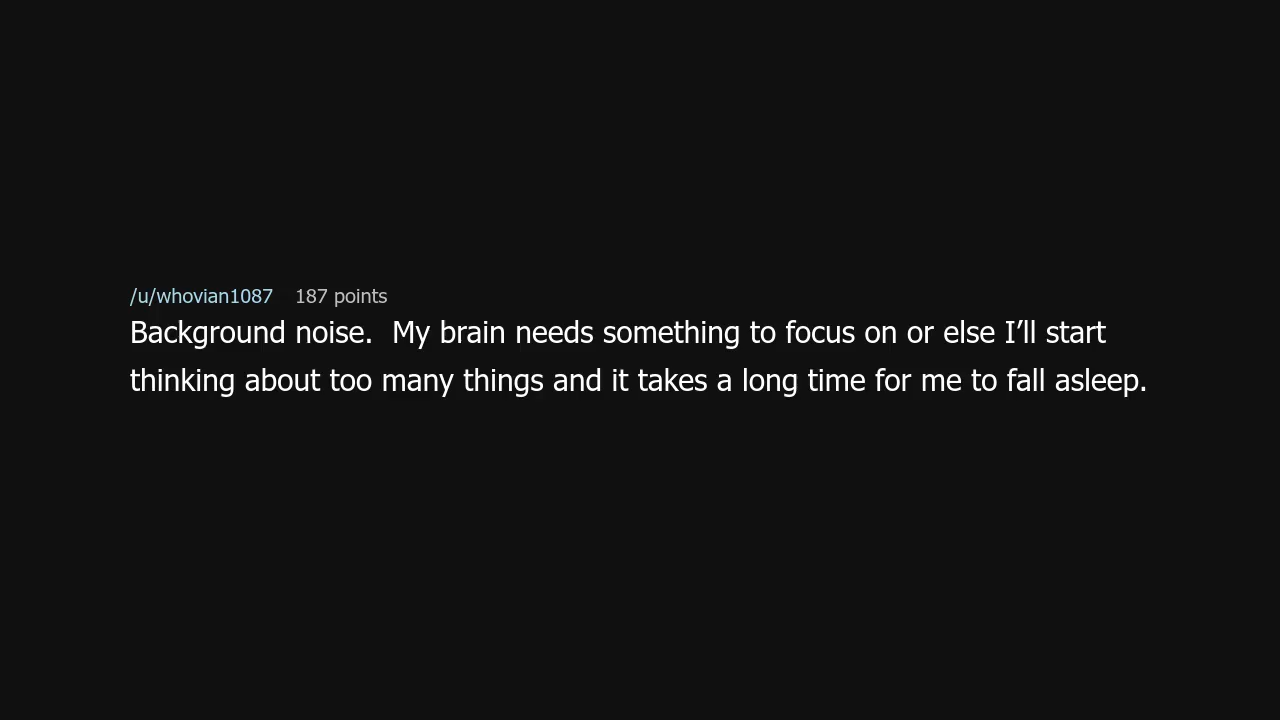 /u/whovian1087 187 points
Background noise.  My brain needs something to focus on or else I’ll start
thinking about too many things and it takes a long time for me to fall asleep.